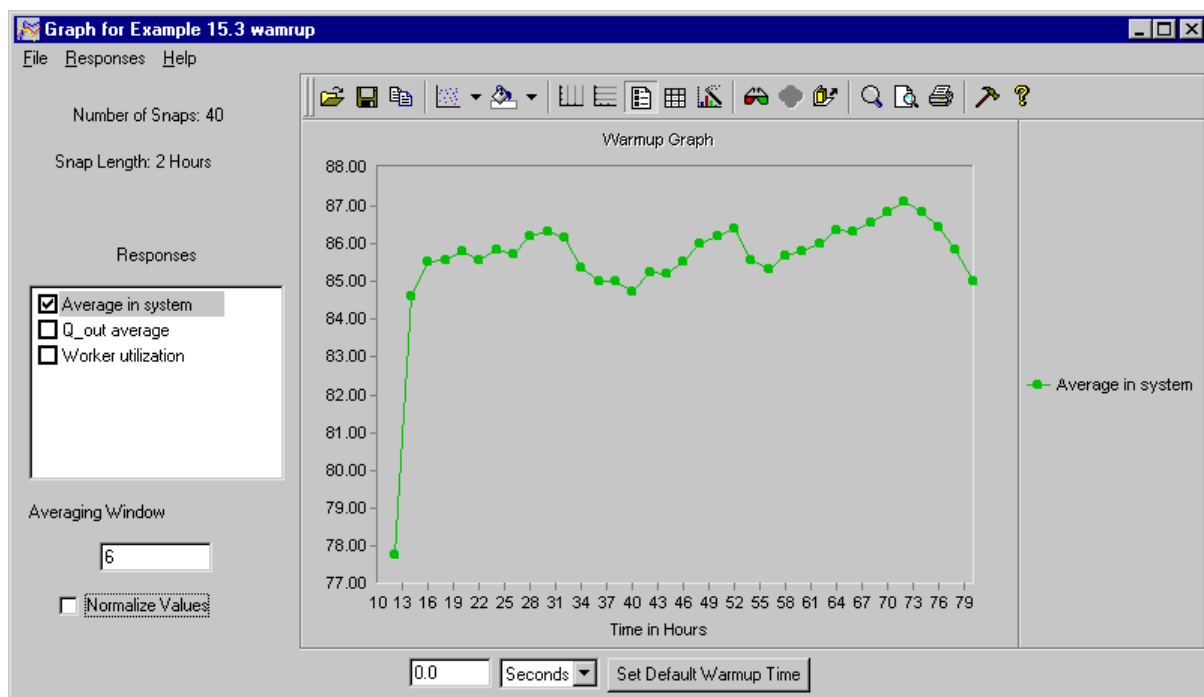 Graph for Example 15.3 wamrup
File Responses Help
Number of Snaps: 40
Snap Length: 2 Hours
Responses
Average in system
Q_out average
Worker utilization
Averaging Window
6
Normalize Values
Warmup Graph
88.00
87.00
86.00
85.00
84.00
83.00
82.00
81.00
80.00
79.00
78.00
77.00
10 13 16 19 22 25 28 31 34 37 40 43 46 49 52 55 58 61 64 67 70 73 76 79
Time in Hours
Average in system
0.0 Seconds Set Default Warmup Time